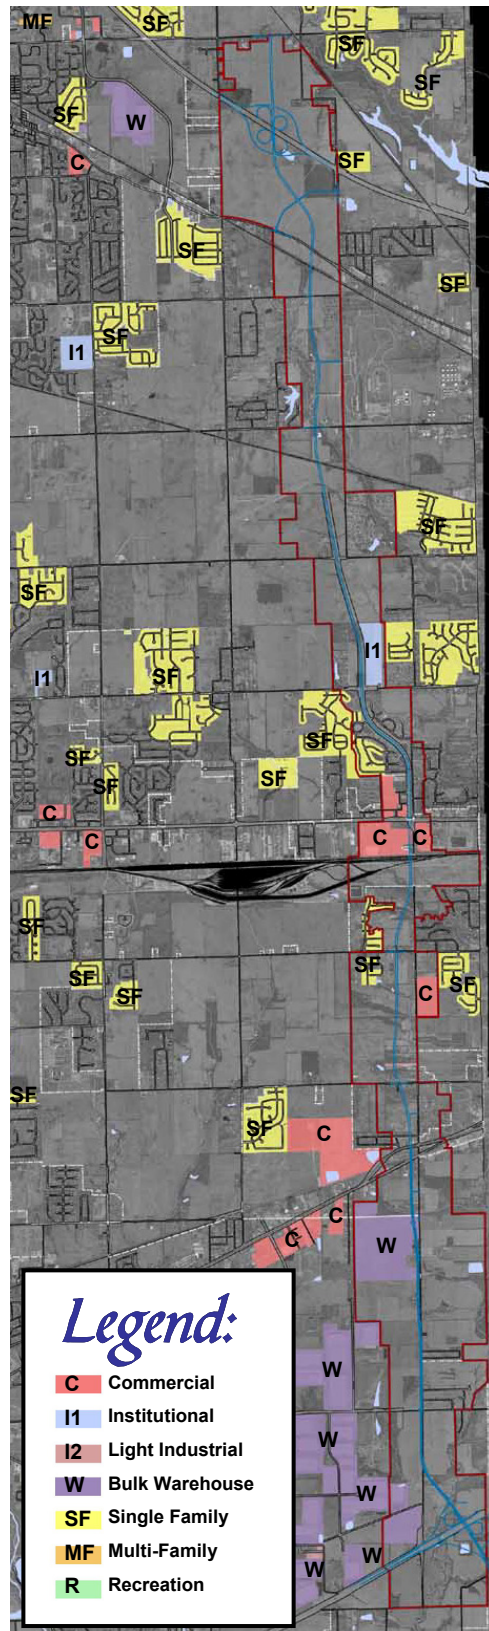 MF
SF
SF
SF
SF
W
C
SF
SF
SF
SF
I1
SF
SF
I1
I1
SF
SF
SF
SF
SF
C
C
C
C
SF
SF
SF
SF
SF
C
SF
SF
C
C
C
W
W
W
W
W
W
Legend:
C Commercial
I1 Institutional
I2 Light Industrial
W Bulk Warehouse
SF Single Family
MF Multi-Family
R Recreation